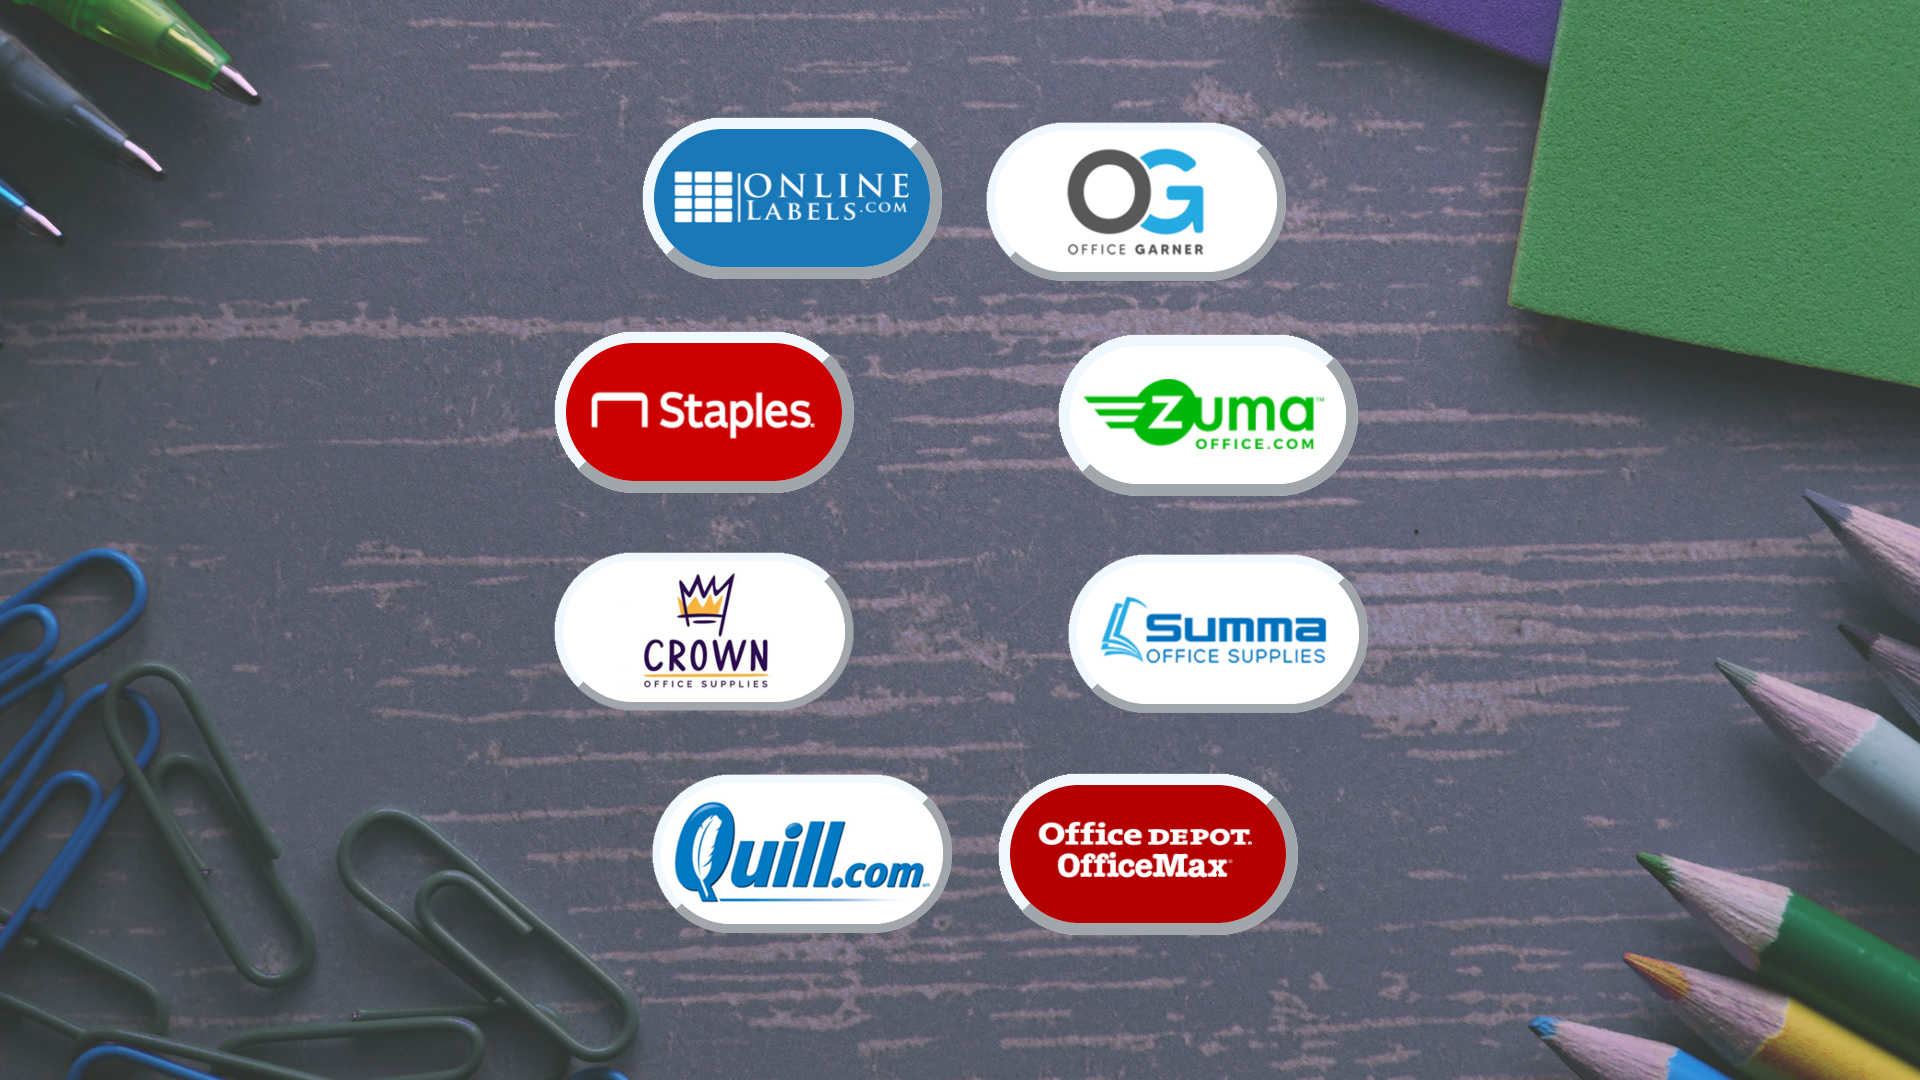 ONLINE
LABELS.COM
OG
OFFICE GARNER
Staples.
Zuma™
OFFICE.COM
CROWN
OFFICE SUPPLIES
Summa
OFFICE SUPPLIES
Quill.com
Office DEPOT.
OfficeMax